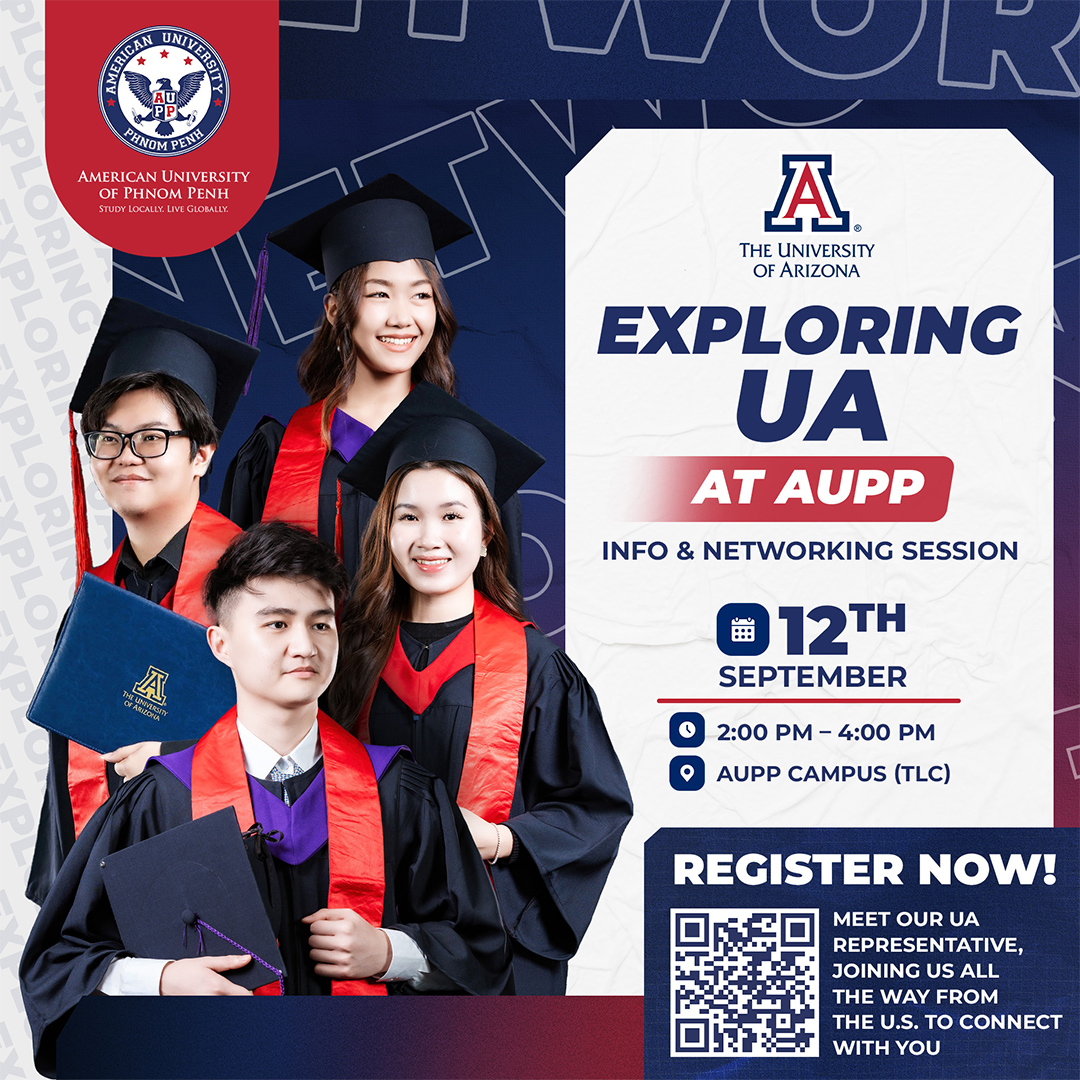 AMERICAN UNIVERSITY
AUPP
PHNOM PENH
AMERICAN UNIVERSITY
OF PHNOM PENH
STUDY LOCALLY. LIVE GLOBALLY.
NETWOR
NETWO
EXPLORING
EXPLORING
A
THE UNIVERSITY
OF ARIZONA
EXPLORING
UA
AT AUPP
INFO & NETWORKING SESSION
12TH
SEPTEMBER
2:00 PM – 4:00 PM
AUPP CAMPUS (TLC)
A
THE UNIVERSITY
OF ARIZONA
REGISTER NOW!
MEET OUR UA
REPRESENTATIVE,
JOINING US ALL
THE WAY FROM
THE U.S. TO CONNECT
WITH YOU